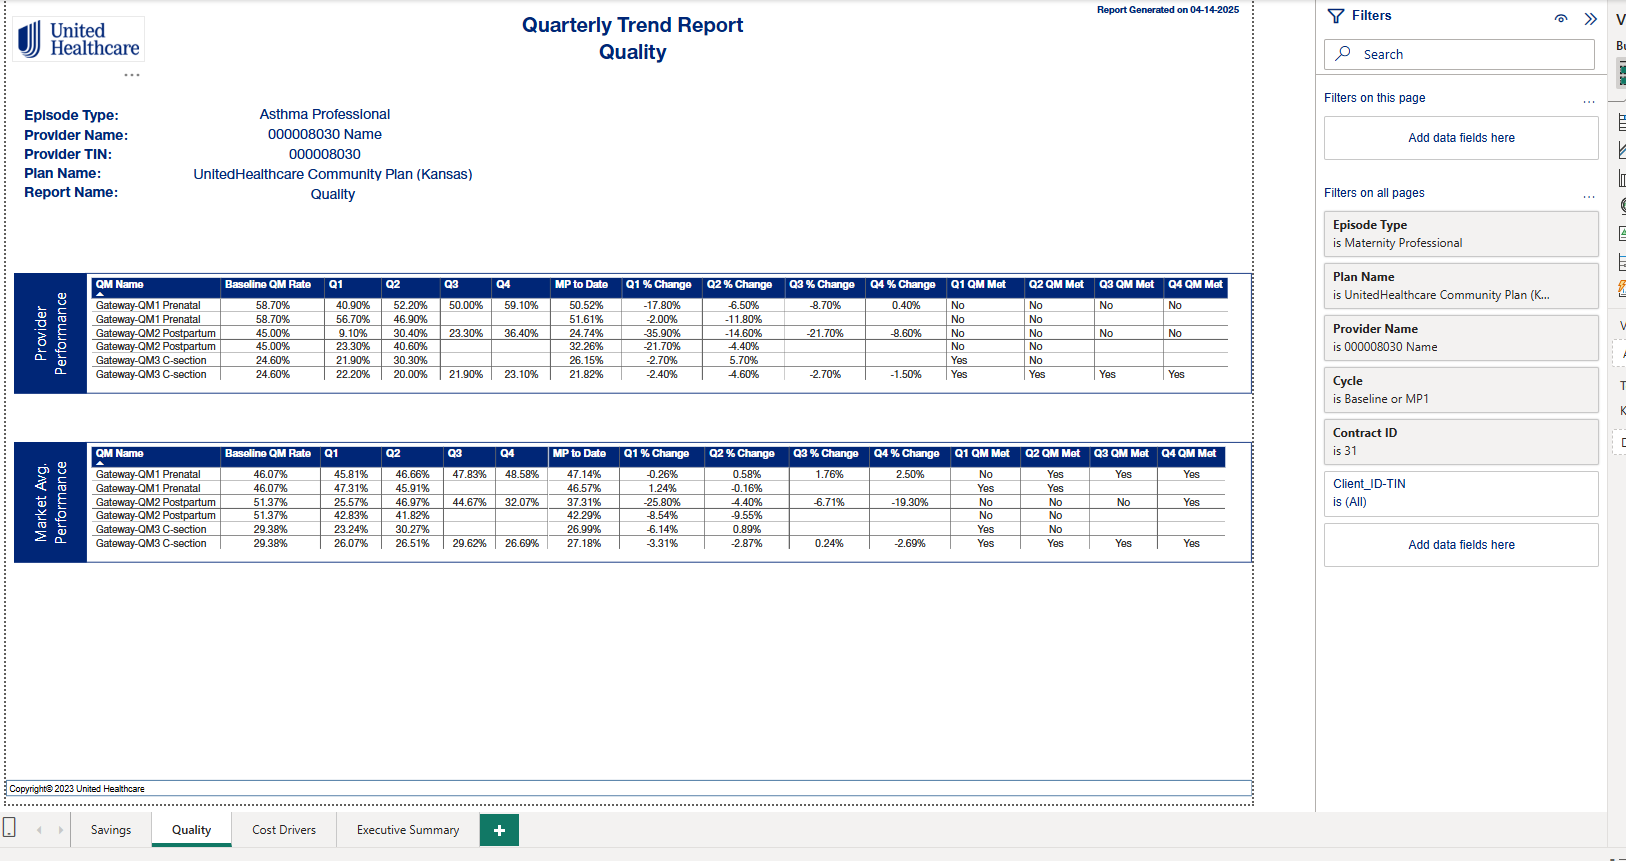 Report Generated on 04-14-2025
United
Healthcare
Quarterly Trend Report
Quality
...
Episode Type: Asthma Professional
Provider Name: 000008030 Name
Provider TIN: 000008030
Plan Name: UnitedHealthcare Community Plan (Kansas)
Report Name: Quality
Provider
Performance
QM Name Baseline QM Rate Q1 Q2 Q3 Q4 MP to Date Q1 % Change Q2 % Change Q3 % Change Q4 % Change Q1 QM Met Q2 QM Met Q3 QM Met Q4 QM Met
Gateway-QM1 Prenatal 58.70% 40.90% 52.20% 50.00% 59.10% 50.52% -17.80% -6.50% -8.70% 0.40% No No No No
Gateway-QM1 Prenatal 58.70% 56.70% 46.90% 51.61% -2.00% -11.80% No No
Gateway-QM2 Postpartum 45.00% 9.10% 30.40% 23.30% 36.40% 24.74% -35.90% -14.60% -21.70% -8.60% No No No No
Gateway-QM2 Postpartum 45.00% 23.30% 40.60% 32.26% -21.70% -4.40% No No
Gateway-QM3 C-section 24.60% 21.90% 30.30% 26.15% -2.70% 5.70% Yes No
Gateway-QM3 C-section 24.60% 22.20% 20.00% 21.90% 23.10% 21.82% -2.40% -4.60% -2.70% -1.50% Yes Yes Yes Yes
Market Avg.
Performance
QM Name Baseline QM Rate Q1 Q2 Q3 Q4 MP to Date Q1 % Change Q2 % Change Q3 % Change Q4 % Change Q1 QM Met Q2 QM Met Q3 QM Met Q4 QM Met
Gateway-QM1 Prenatal 46.07% 45.81% 46.66% 47.83% 48.58% 47.14% -0.26% 0.58% 1.76% 2.50% No Yes Yes Yes
Gateway-QM1 Prenatal 46.07% 47.31% 45.91% 46.57% 1.24% -0.16% Yes Yes
Gateway-QM2 Postpartum 51.37% 25.57% 46.97% 44.67% 32.07% 37.31% -25.80% -4.40% -6.71% -19.30% No No No Yes
Gateway-QM2 Postpartum 51.37% 42.83% 41.82% 42.29% -8.54% -9.55% No No
Gateway-QM3 C-section 29.38% 23.24% 30.27% 26.99% -6.14% 0.89% Yes No
Gateway-QM3 C-section 29.38% 26.07% 26.51% 29.62% 26.69% 27.18% -3.31% -2.87% 0.24% -2.69% Yes Yes Yes Yes
Copyright© 2023 United Healthcare
Savings Quality Cost Drivers Executive Summary +
Filters
Search
Filters on this page ...
Add data fields here
Filters on all pages ...
Episode Type
is Maternity Professional
Plan Name
is UnitedHealthcare Community Plan (K...
Provider Name
is 000008030 Name
Cycle
is Baseline or MP1
Contract ID
is 31
Client_ID-TIN
is (All)
Add data fields here